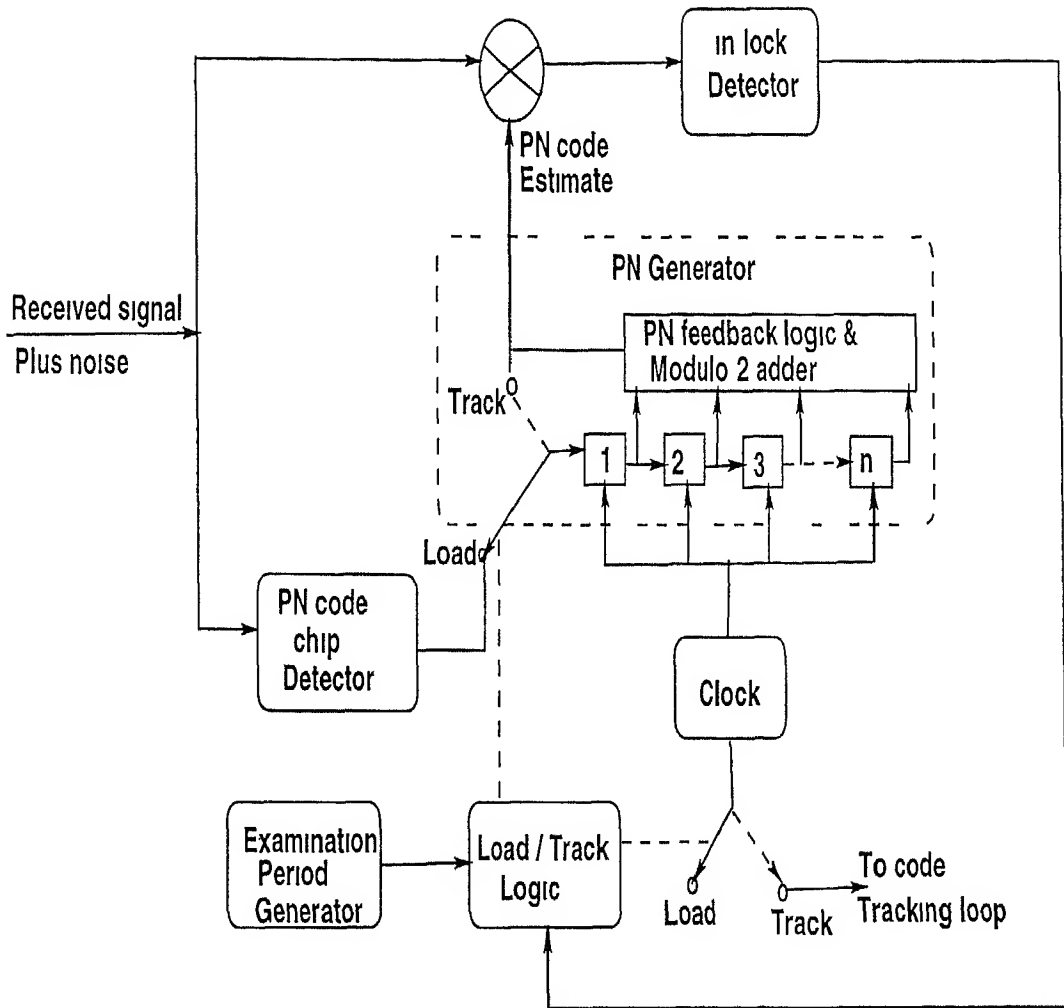 in lock
Detector
PN code
Estimate
PN Generator
Received signal
Plus noise
PN feedback logic &
Modulo 2 adder
Track
1
2
3
n
Load
PN code
chip
Detector
Clock
Examination
Period
Generator
Load / Track
Logic
Load
Track
To code
Tracking loop